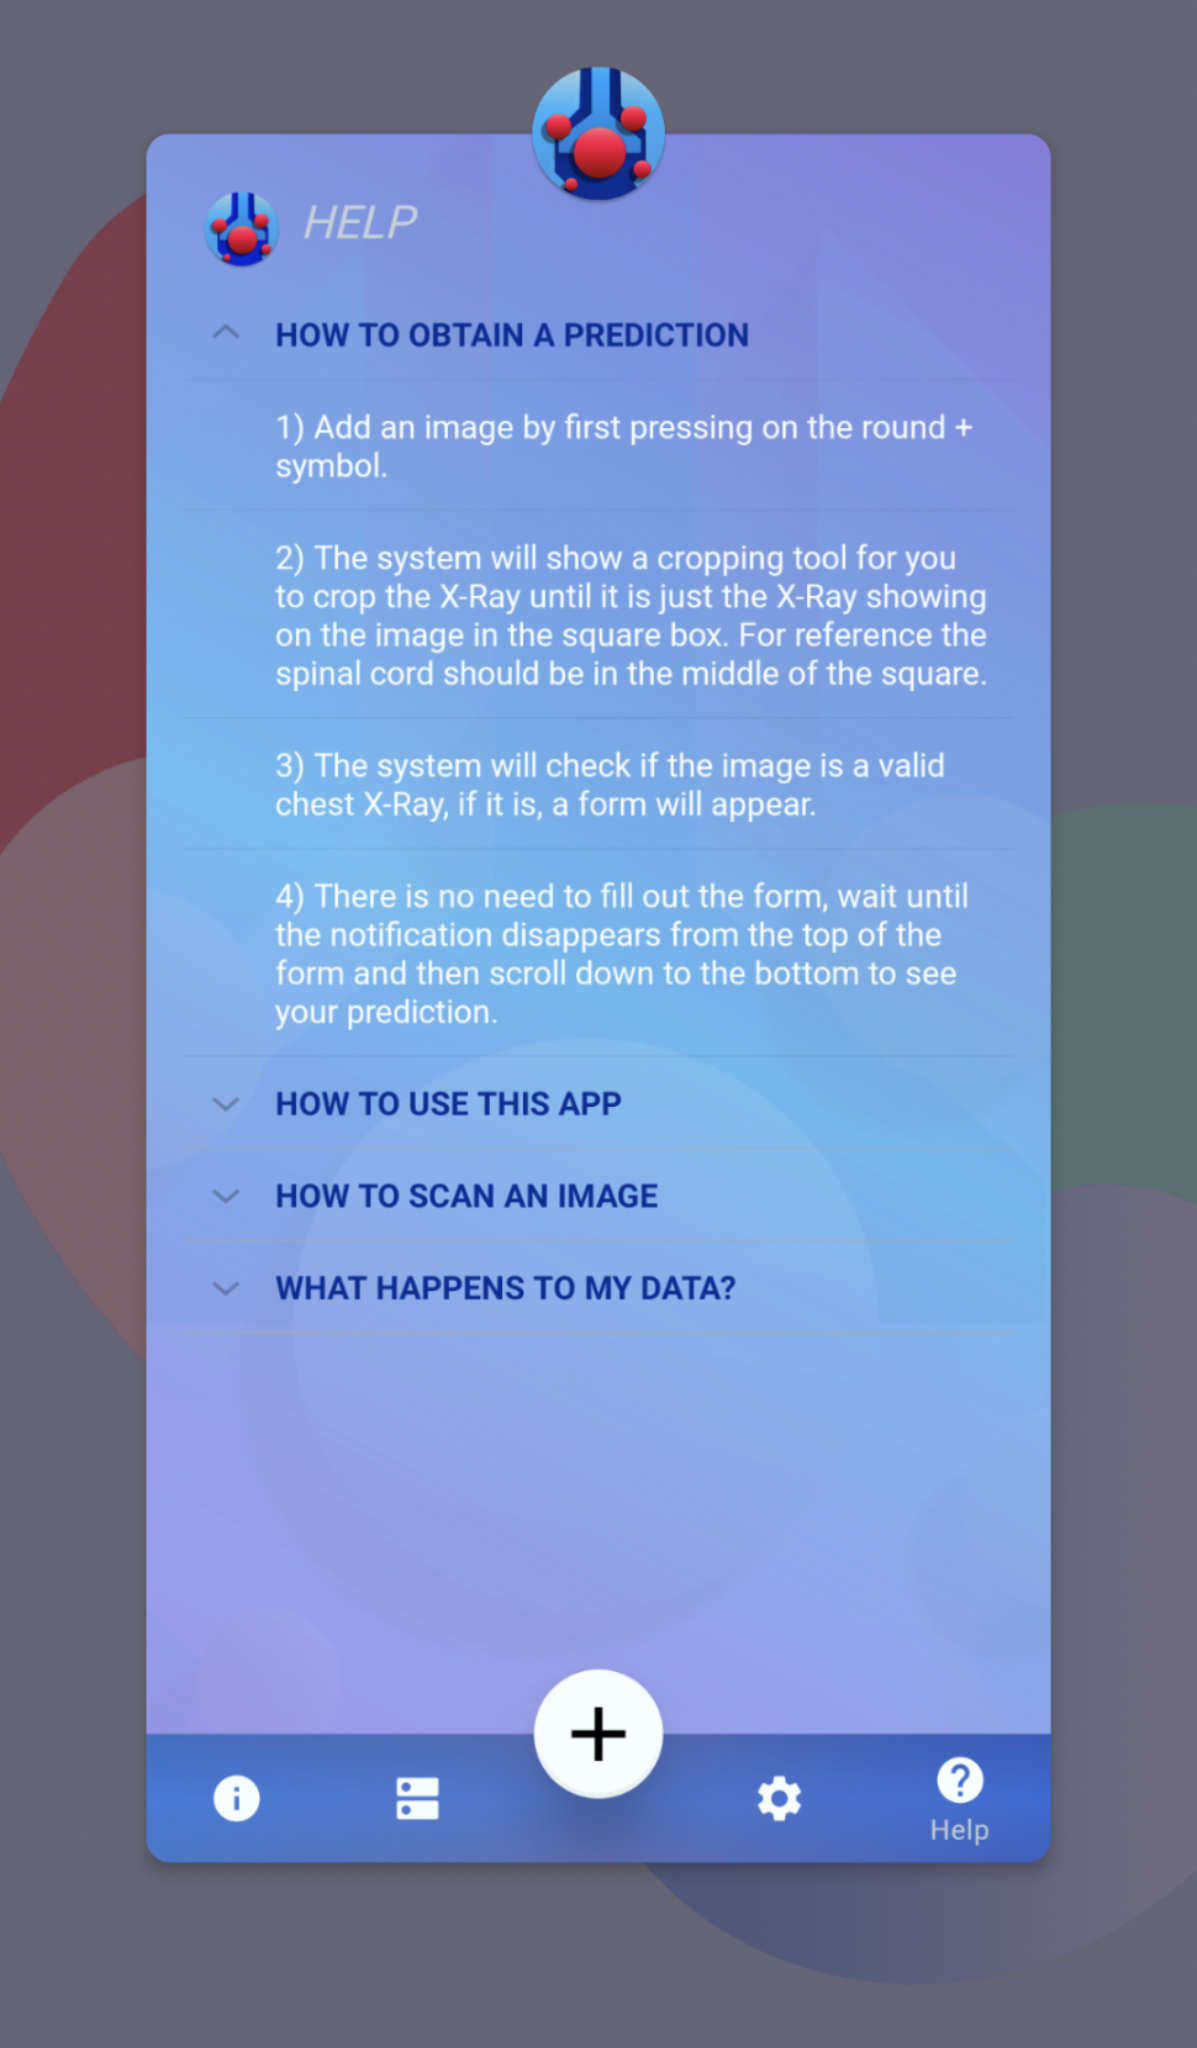 HELP
HOW TO OBTAIN A PREDICTION
1) Add an image by first pressing on the round +
symbol.
2) The system will show a cropping tool for you
to crop the X-Ray until it is just the X-Ray showing
on the image in the square box. For reference the
spinal cord should be in the middle of the square.
3) The system will check if the image is a valid
chest X-Ray, if it is, a form will appear.
4) There is no need to fill out the form, wait until
the notification disappears from the top of the
form and then scroll down to the bottom to see
your prediction.
HOW TO USE THIS APP
HOW TO SCAN AN IMAGE
WHAT HAPPENS TO MY DATA?
Help